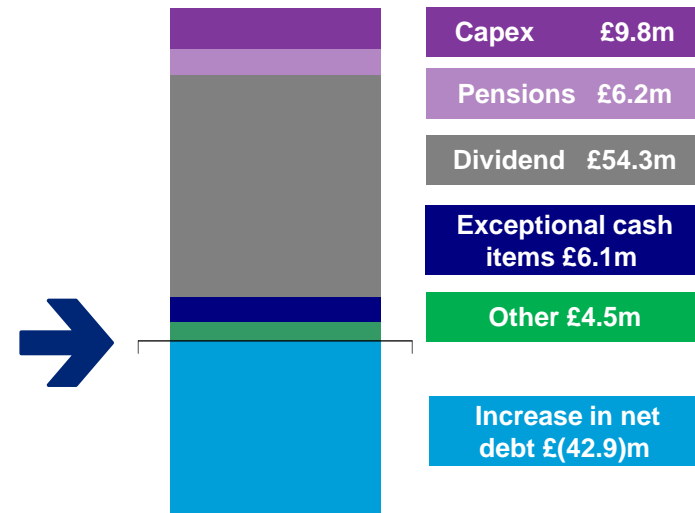 Capex £9.8m
Pensions £6.2m
Dividend £54.3m
Exceptional cash
items £6.1m
Other £4.5m
Increase in net
debt £(42.9)m